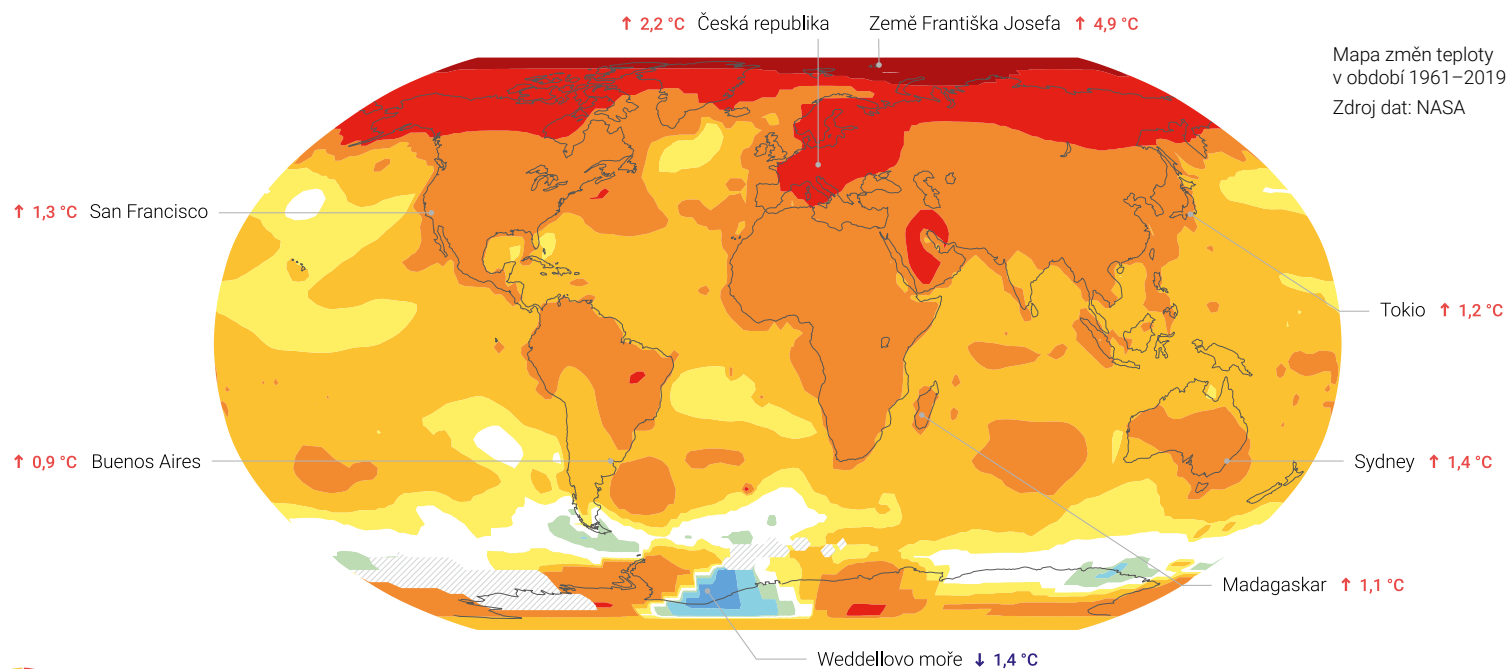 ↑ 2,2 °C Česká republika
Země Františka Josefa ↑ 4,9 °C
Mapa změn teploty
v období 1961–2019
Zdroj dat: NASA
↑ 1,3 °C San Francisco
Tokio ↑ 1,2 °C
↑ 0,9 °C Buenos Aires
Sydney ↑ 1,4 °C
Madagaskar ↑ 1,1 °C
Weddellovo moře ↓ 1,4 °C